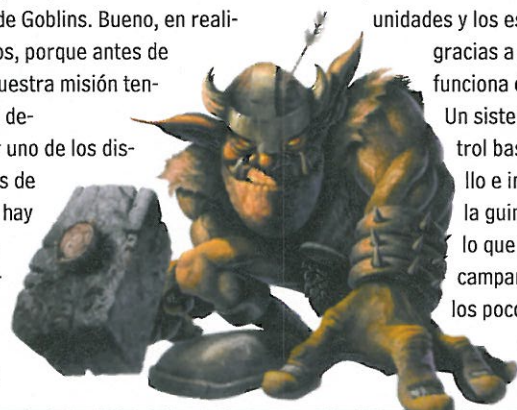 de Goblins. Bueno, en reali-
os, porque antes de
uestra misión ten-
de-
r uno de los dis-
s de
hay
-
unidades y los es
gracias a
funciona e
Un siste
trol bas
llo e in
la guin
lo que
campar
los poco